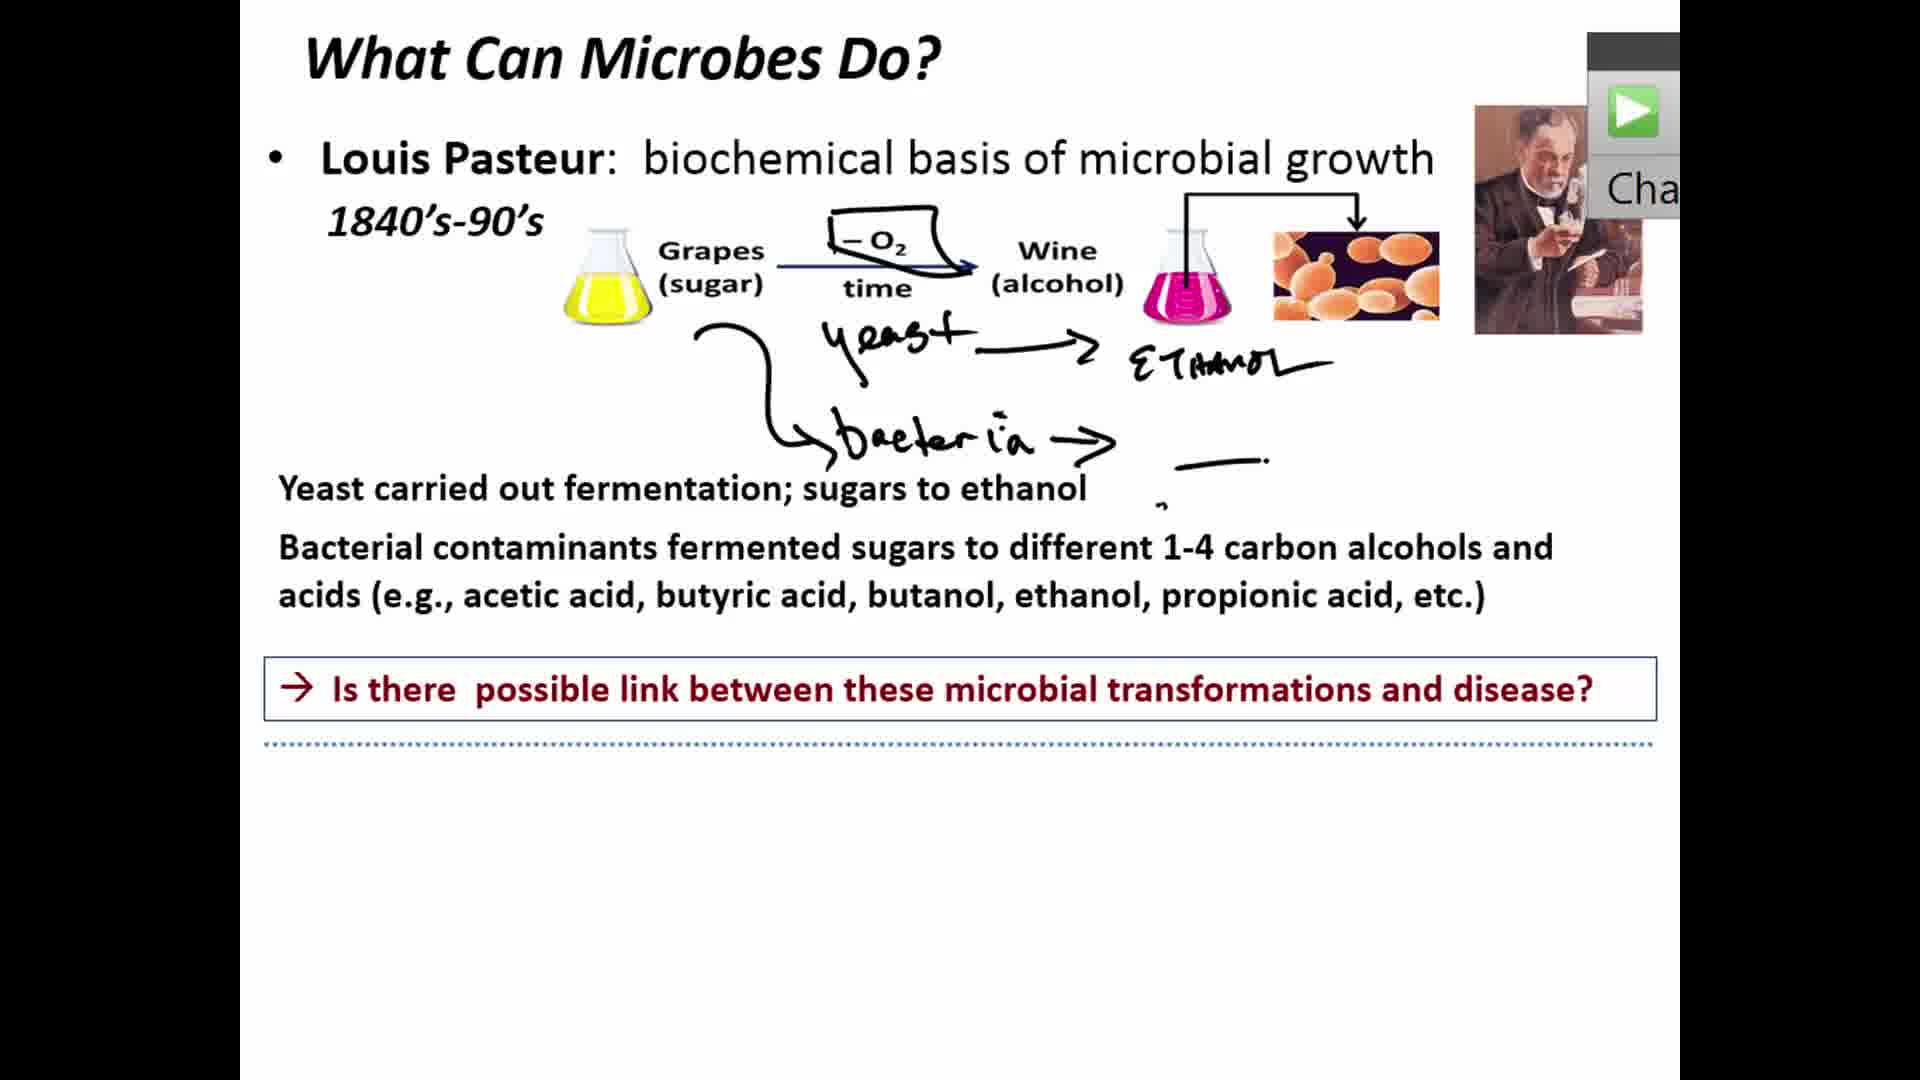 What Can Microbes Do?
• Louis Pasteur: biochemical basis of microbial growth
1840's-90's
Grapes
(sugar)
– O₂
time
Wine
(alcohol)
Cha
yeast →
ETHANOL
bacteria →
Yeast carried out fermentation; sugars to ethanol
Bacterial contaminants fermented sugars to different 1-4 carbon alcohols and
acids (e.g., acetic acid, butyric acid, butanol, ethanol, propionic acid, etc.)
→ Is there possible link between these microbial transformations and disease?